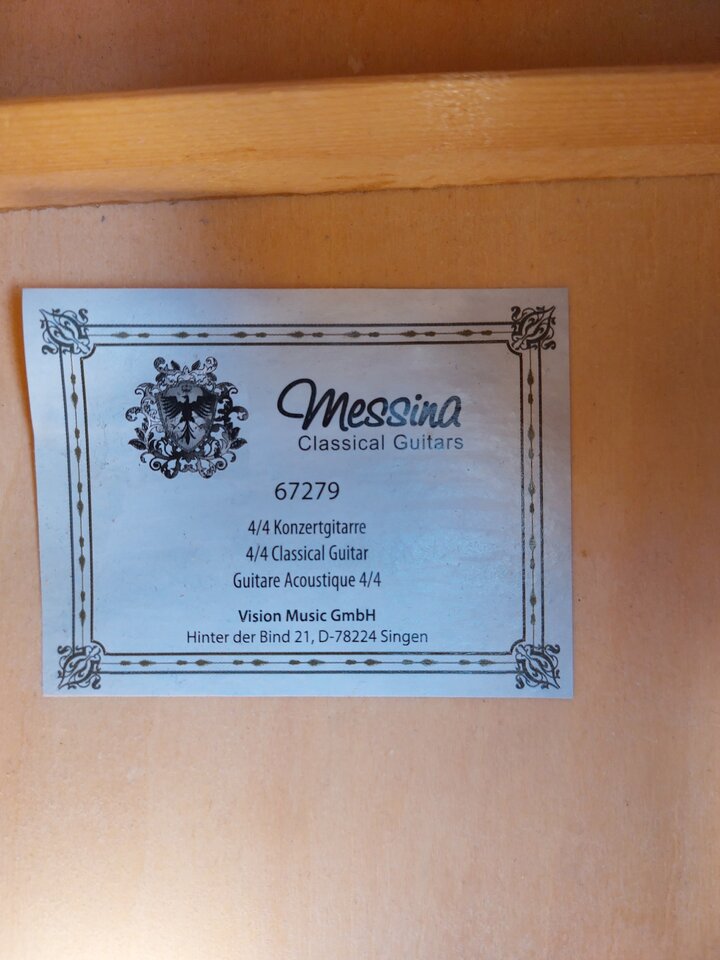 Messina
Classical Guitars
67279
4/4 Konzertgitarre
4/4 Classical Guitar
Guitare Acoustique 4/4
Vision Music GmbH
Hinter der Bind 21, D-78224 Singen